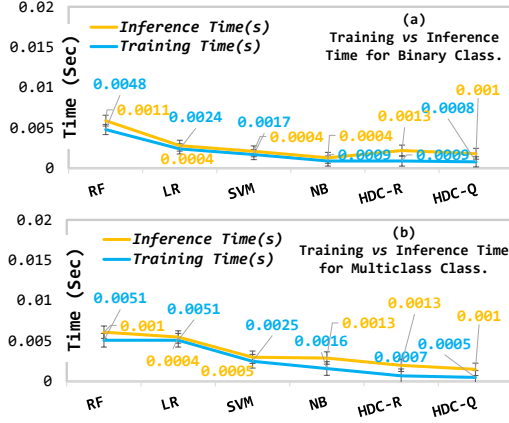 0.02
Inference Time(s)
Training Time(s)
(a)
Training vs Inference
Time for Binary Class.
0.015
0.01
0.005
0
Time (Sec)
0.0048
0.0011
0.0024
0.0004
0.0017
0.0004
0.0004
0.0009
0.0013
0.0009
0.0008
0.001
RF
LR
SVM
NB
HDC-R
HDC-Q
0.02
Inference Time(s)
Training Time(s)
(b)
Training vs Inference Time
for Multiclass Class.
0.015
0.01
0.005
0
Time (Sec)
0.0051
0.001
0.0051
0.0004
0.0025
0.0005
0.0016
0.0013
0.0007
0.0013
0.0005
0.001
RF
LR
SVM
NB
HDC-R
HDC-Q